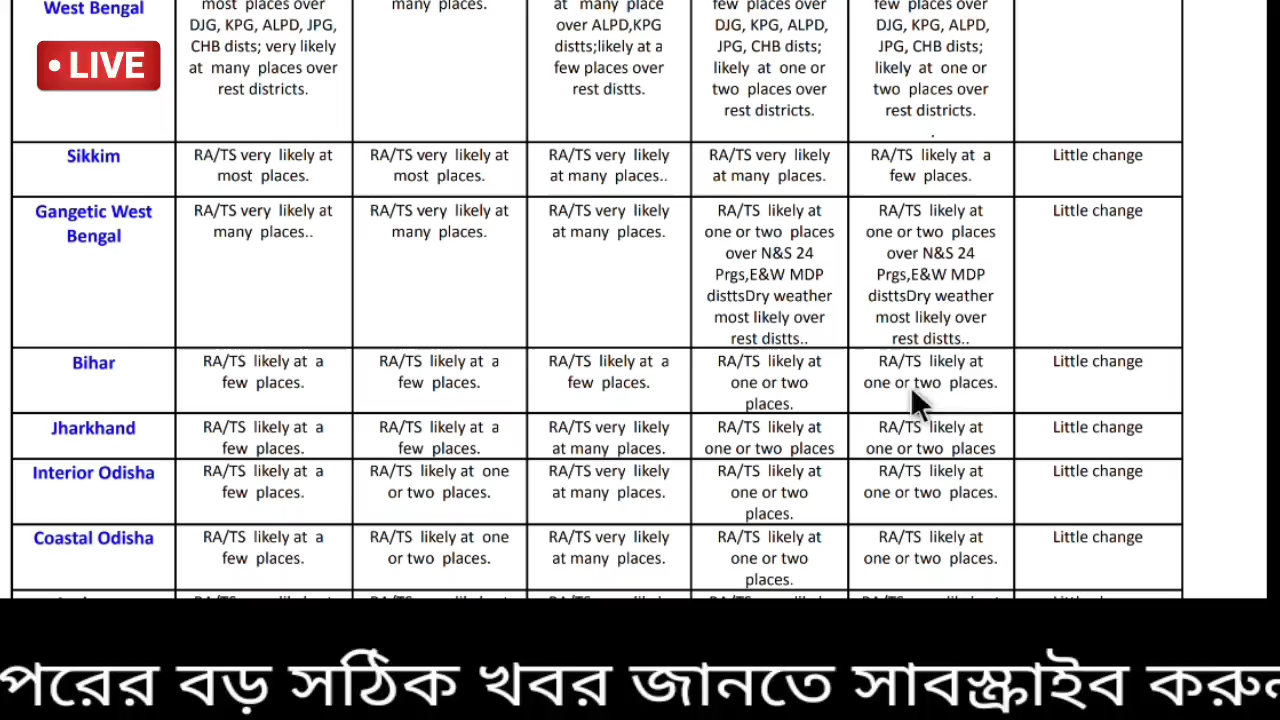 West Bengal
most places over
DJG, KPG, ALPD, JPG,
CHB dists; very likely
at many places over
rest districts.
many places.
at many place
over ALPD,KPG
distts;likely at a
few places over
rest distts.
few places over
DJG, KPG, ALPD,
JPG, CHB dists;
likely at one or
two places over
rest districts.
few places over
DJG, KPG, ALPD,
JPG, CHB dists;
likely at one or
two places over
rest districts.
.
• LIVE
Sikkim
RA/TS very likely at
most places.
RA/TS very likely at
most places.
RA/TS very likely
at many places..
RA/TS very likely
at many places.
RA/TS likely at a
few places.
Little change
Gangetic West
Bengal
RA/TS very likely at
many places..
RA/TS very likely at
many places.
RA/TS very likely
at many places.
RA/TS likely at
one or two places
over N&S 24
Prgs,E&W MDP
disttsDry weather
most likely over
rest distts..
RA/TS likely at
one or two places
over N&S 24
Prgs,E&W MDP
disttsDry weather
most likely over
rest distts..
Little change
Bihar
RA/TS likely at a
few places.
RA/TS likely at a
few places.
RA/TS likely at a
few places.
RA/TS likely at
one or two
places.
RA/TS likely at
one or two places.
Little change
Jharkhand
RA/TS likely at a
few places.
RA/TS likely at a
few places.
RA/TS very likely
at many places.
RA/TS likely at
one or two places
RA/TS likely at
one or two places
Little change
Interior Odisha
RA/TS likely at a
few places.
RA/TS likely at one
or two places.
RA/TS very likely
at many places.
RA/TS likely at
one or two
places.
RA/TS likely at
one or two places.
Little change
Coastal Odisha
RA/TS likely at a
few places.
RA/TS likely at one
or two places.
RA/TS very likely
at many places.
RA/TS likely at
one or two
places.
RA/TS likely at
one or two places.
Little change
পরের বড় সঠিক খবর জানতে সাবস্ক্রাইব করুন